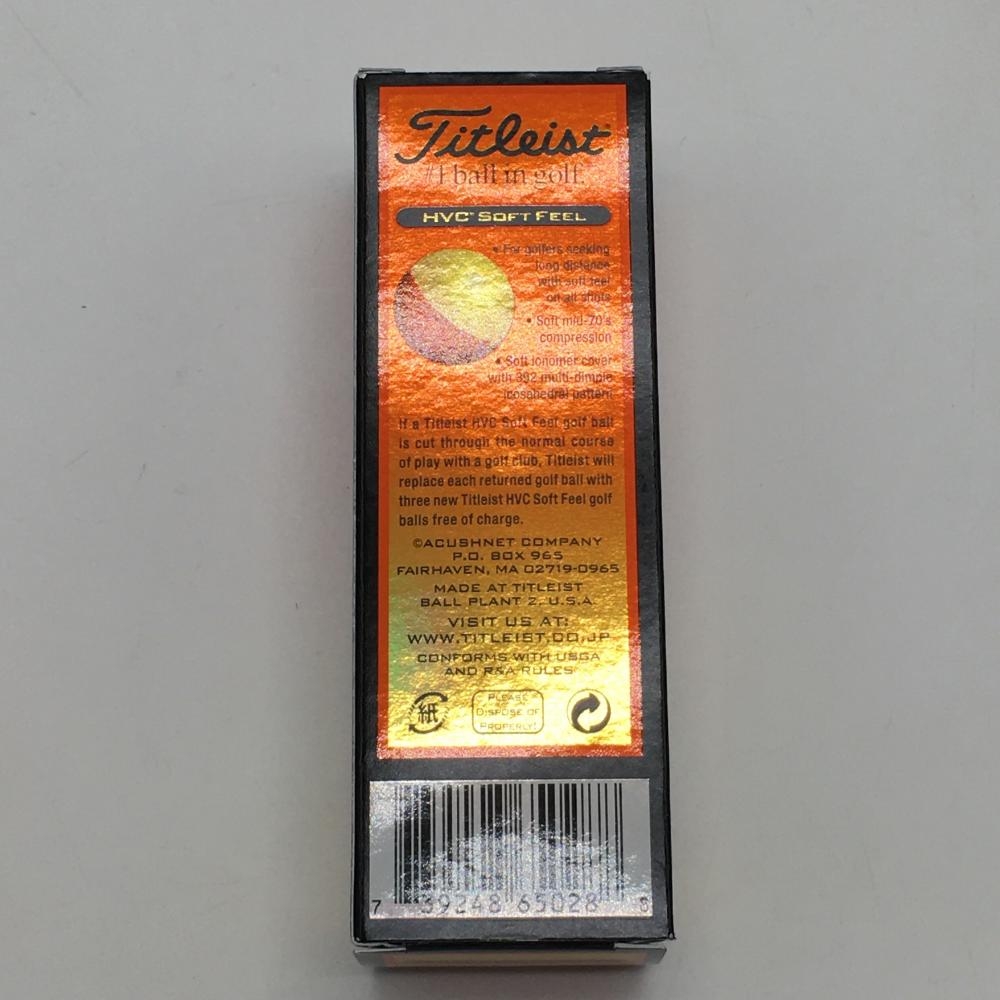 Titleist
#1 ball in golf.
HVC™ SOFT FEEL
• For golfers seeking
long distance
with soft feel
on all shots
• Soft mid-70's
compression
• Soft ionomer cover
with 392 multi-dimple
icosahedral pattern
If a Titleist HVC Soft Feel golf ball
is cut through the normal course
of play with a golf club, Titleist will
replace each returned golf ball with
three new Titleist HVC Soft Feel golf
balls free of charge.
©ACUSHNET COMPANY
P.O. BOX 965
FAIRHAVEN, MA 02719-0965
MADE AT TITLEIST
BALL PLANT 2, U.S.A.
VISIT US AT:
WWW.TITLEIST.CO.JP
CONFORMS WITH USGA
AND R&A RULES
紙
PLEASE
DISPOSE OF
PROPERLY!
7 39248 65028